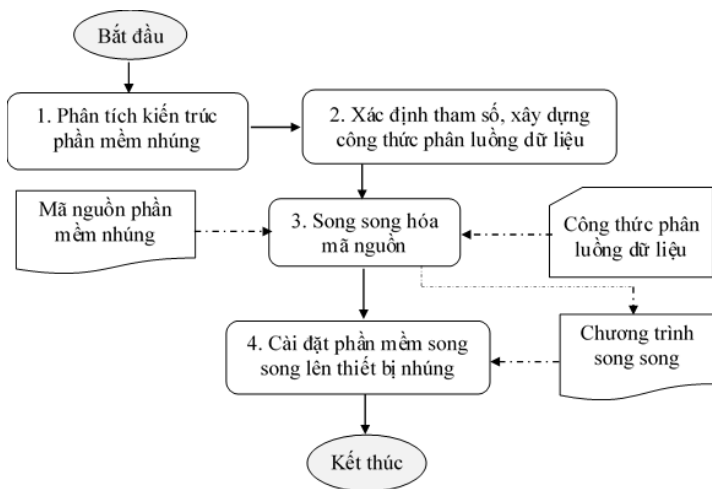 Bắt đầu
1. Phân tích kiến trúc
phần mềm nhúng
2. Xác định tham số, xây dựng
công thức phân luồng dữ liệu
Mã nguồn phần
mềm nhúng
3. Song song hóa
mã nguồn
Công thức phân
luồng dữ liệu
4. Cài đặt phần mềm song
song lên thiết bị nhúng
Chương trình
song song
Kết thúc